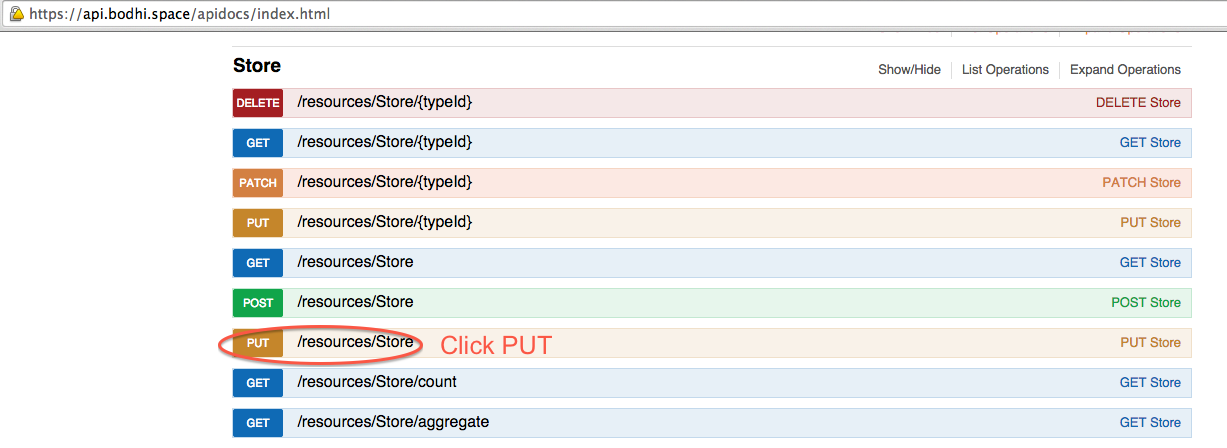 https://api.bodhi.space/apidocs/index.html
Store Show/Hide List Operations Expand Operations
DELETE /resources/Store/{typeId} DELETE Store
GET /resources/Store/{typeId} GET Store
PATCH /resources/Store/{typeId} PATCH Store
PUT /resources/Store/{typeId} PUT Store
GET /resources/Store GET Store
POST /resources/Store POST Store
PUT /resources/Store Click PUT PUT Store
GET /resources/Store/count GET Store
GET /resources/Store/aggregate GET Store